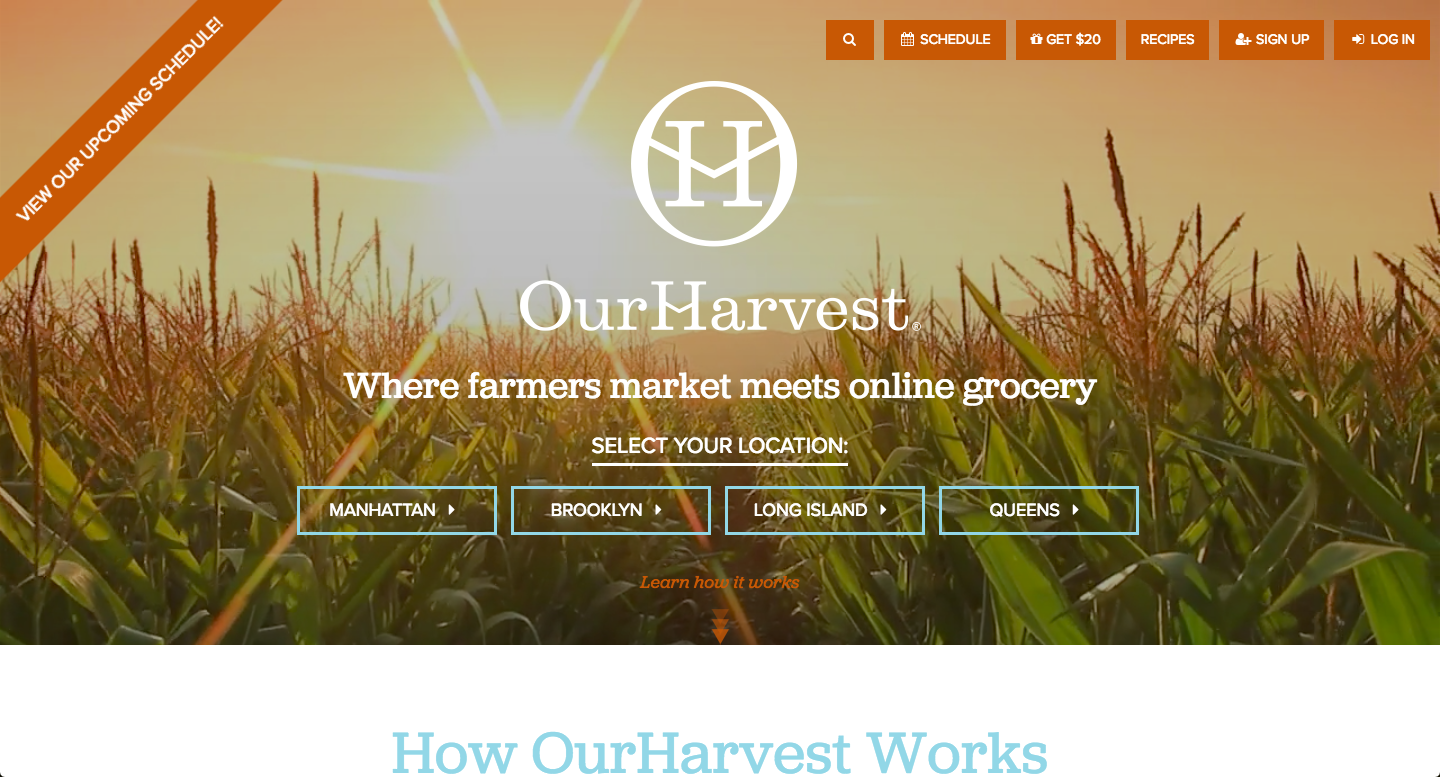 VIEW OUR UPCOMING SCHEDULE!
SCHEDULE
GET $20
RECIPES
SIGN UP
LOG IN
H
OurHarvest®
Where farmers market meets online grocery
SELECT YOUR LOCATION:
MANHATTAN
BROOKLYN
LONG ISLAND
QUEENS
Learn how it works
How OurHarvest Works